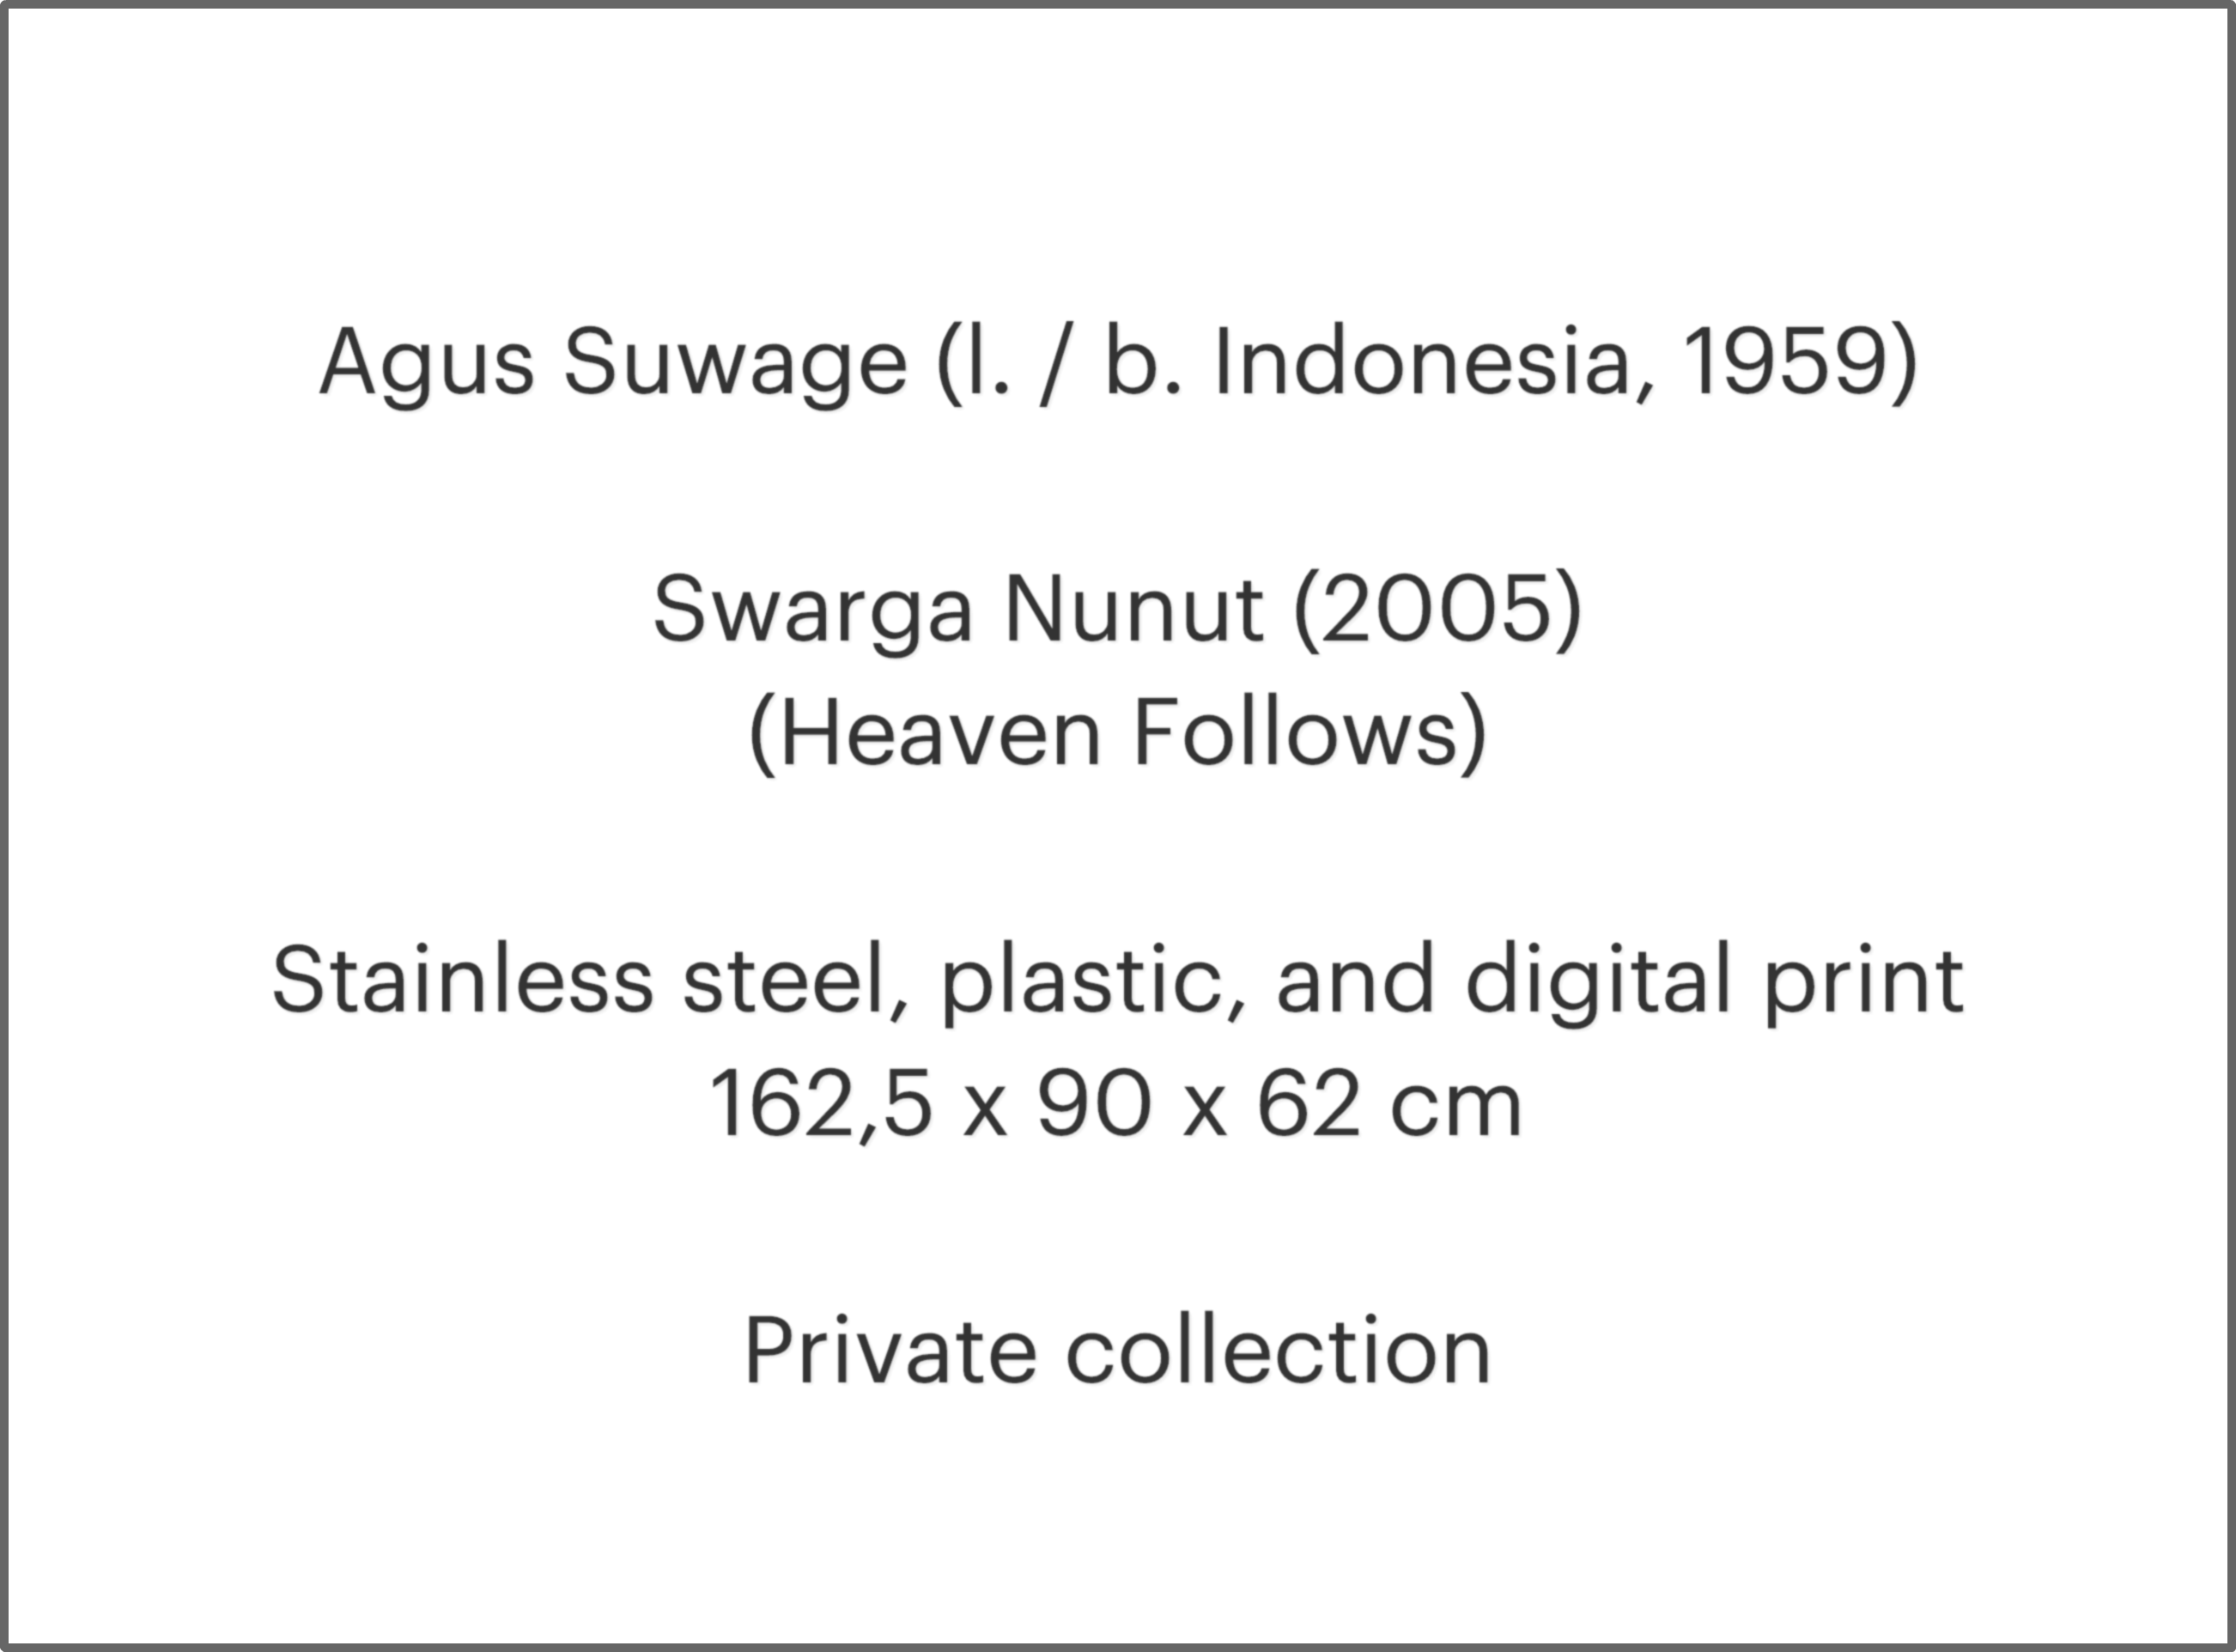 Agus Suwage (l. / b. Indonesia, 1959)
Swarga Nunut (2005)
(Heaven Follows)
Stainless steel, plastic, and digital print
162,5 x 90 x 62 cm
Private collection